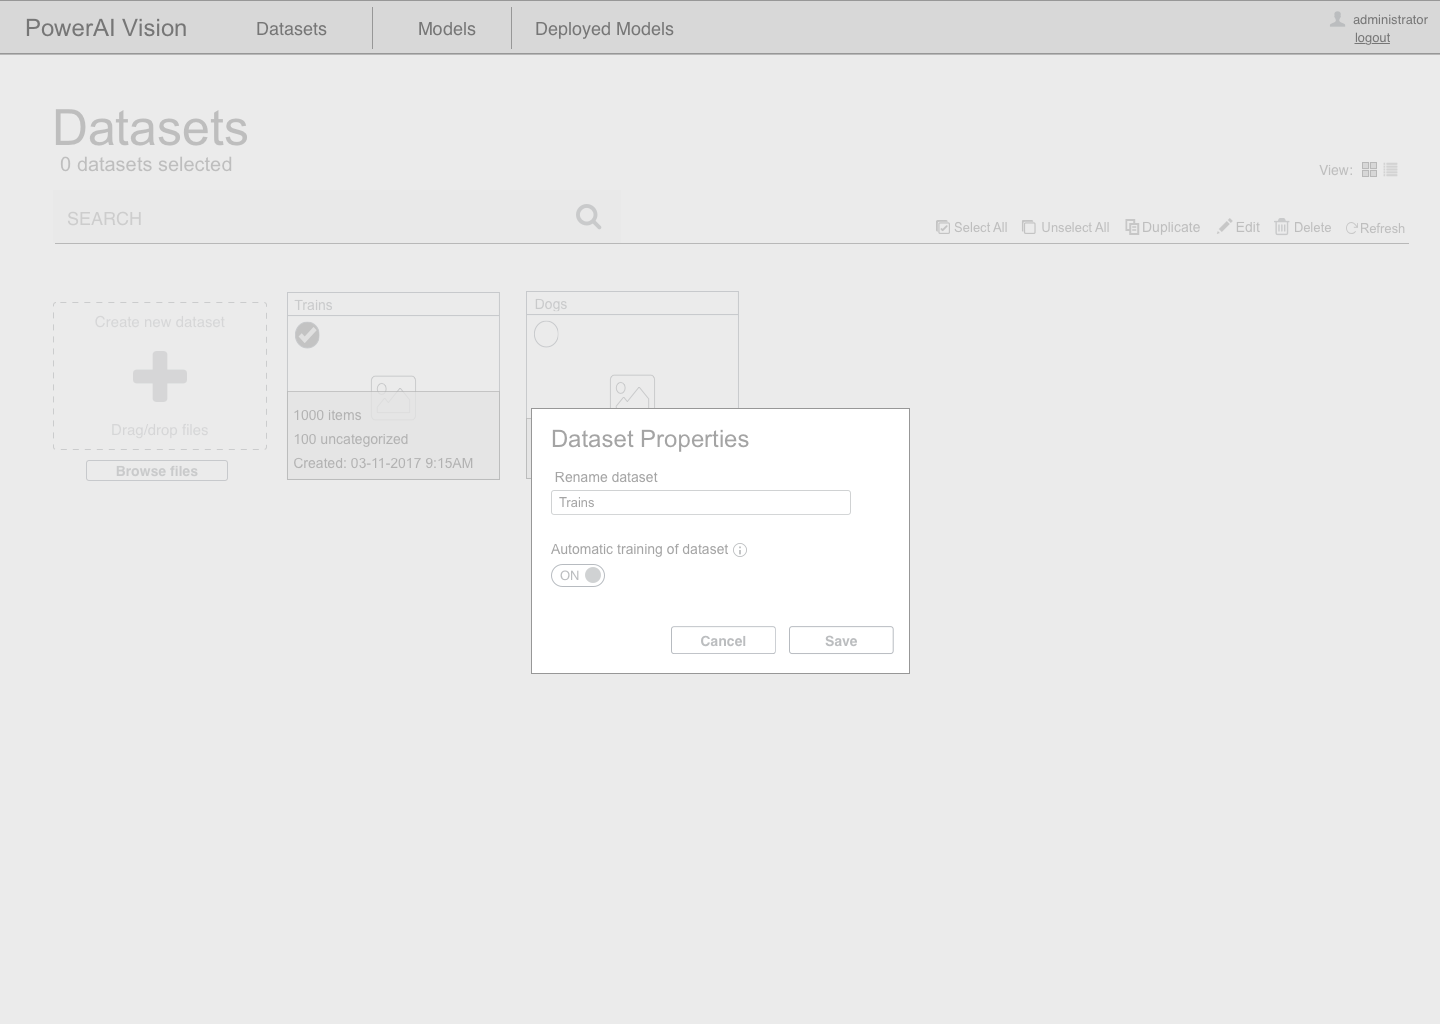 PowerAI Vision
Datasets
Models
Deployed Models
administrator
logout
Datasets
0 datasets selected
View:
SEARCH
Select All
Unselect All
Duplicate
Edit
Delete
Refresh
Create new dataset
Drag/drop files
Browse files
Trains
1000 items
100 uncategorized
Created: 03-11-2017 9:15AM
Dogs
Dataset Properties
Rename dataset
Trains
Automatic training of dataset
ON
Cancel
Save